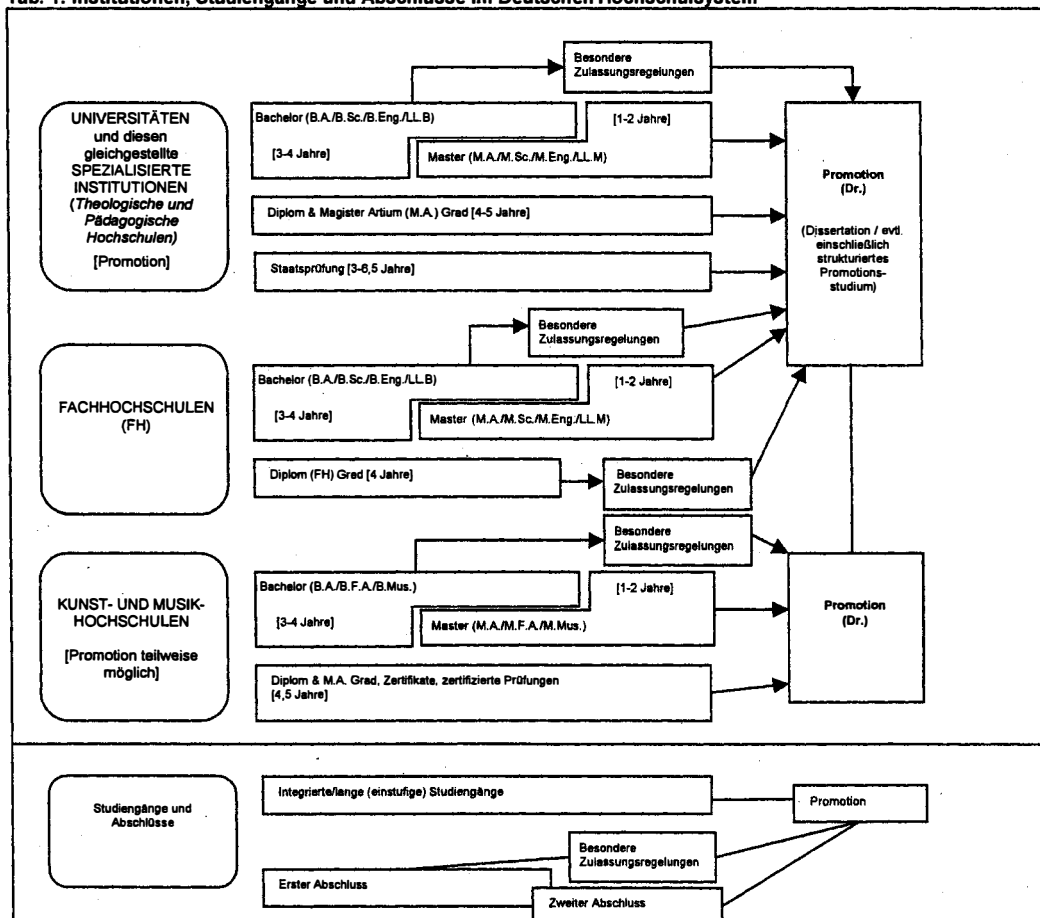 Tab. 1: Institutionen, Studiengänge und Abschlüsse im Deutschen Hochschulsystem
UNIVERSITÄTEN
und diesen
gleichgestellte
SPEZIALISIERTE
INSTITUTIONEN
(Theologische und
Pädagogische
Hochschulen)
[Promotion]
Besondere
Zulassungsregelungen
Bachelor (B.A./B.Sc./B.Eng./LL.B)
[3-4 Jahre]
[1-2 Jahre]
Master (M.A./M.Sc./M.Eng./LL.M)
Diplom & Magister Artium (M.A.) Grad [4-5 Jahre]
Staatsprüfung [3-6,5 Jahre]
Promotion
(Dr.)
(Dissertation / evtl.
einschließlich
strukturiertes
Promotions-
studium)
FACHHOCHSCHULEN
(FH)
Besondere
Zulassungsregelungen
Bachelor (B.A./B.Sc./B.Eng./LL.B)
[3-4 Jahre]
[1-2 Jahre]
Master (M.A./M.Sc./M.Eng./LL.M)
Diplom (FH) Grad [4 Jahre]
Besondere
Zulassungsregelungen
KUNST- UND MUSIK-
HOCHSCHULEN
[Promotion teilweise
möglich]
Besondere
Zulassungsregelungen
Bachelor (B.A./B.F.A./B.Mus.)
[3-4 Jahre]
[1-2 Jahre]
Master (M.A./M.F.A./M.Mus.)
Diplom & M.A. Grad, Zertifikate, zertifizierte Prüfungen
[4,5 Jahre]
Promotion
(Dr.)
Studiengänge und
Abschlüsse
Integrierte/lange (einstufige) Studiengänge
Promotion
Besondere
Zulassungsregelungen
Erster Abschluss
Zweiter Abschluss